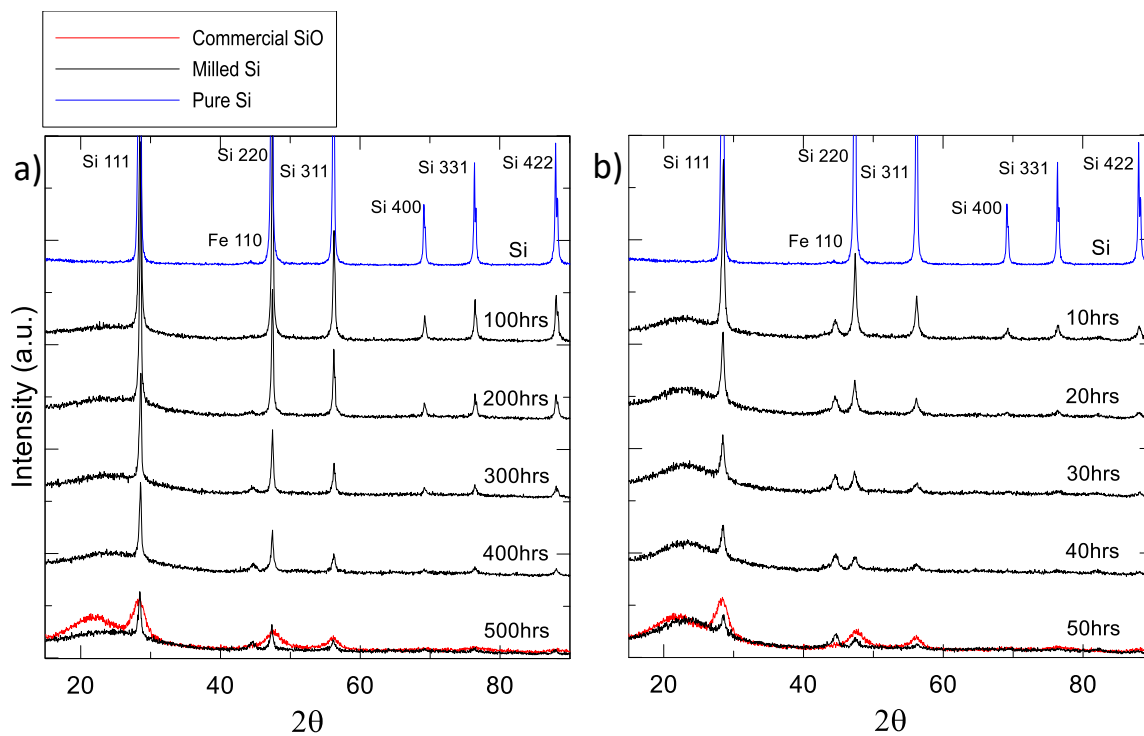 Commercial SiO
Milled Si
Pure Si
a)
Si 111
Si 220
Si 311
Si 331
Si 422
Si 400
Fe 110
Si
100hrs
200hrs
300hrs
400hrs
500hrs
Intensity (a.u.)
20
40
60
80
2θ
b)
Si 111
Si 220
Si 311
Si 331
Si 422
Si 400
Fe 110
Si
10hrs
20hrs
30hrs
40hrs
50hrs
20
40
60
80
2θ